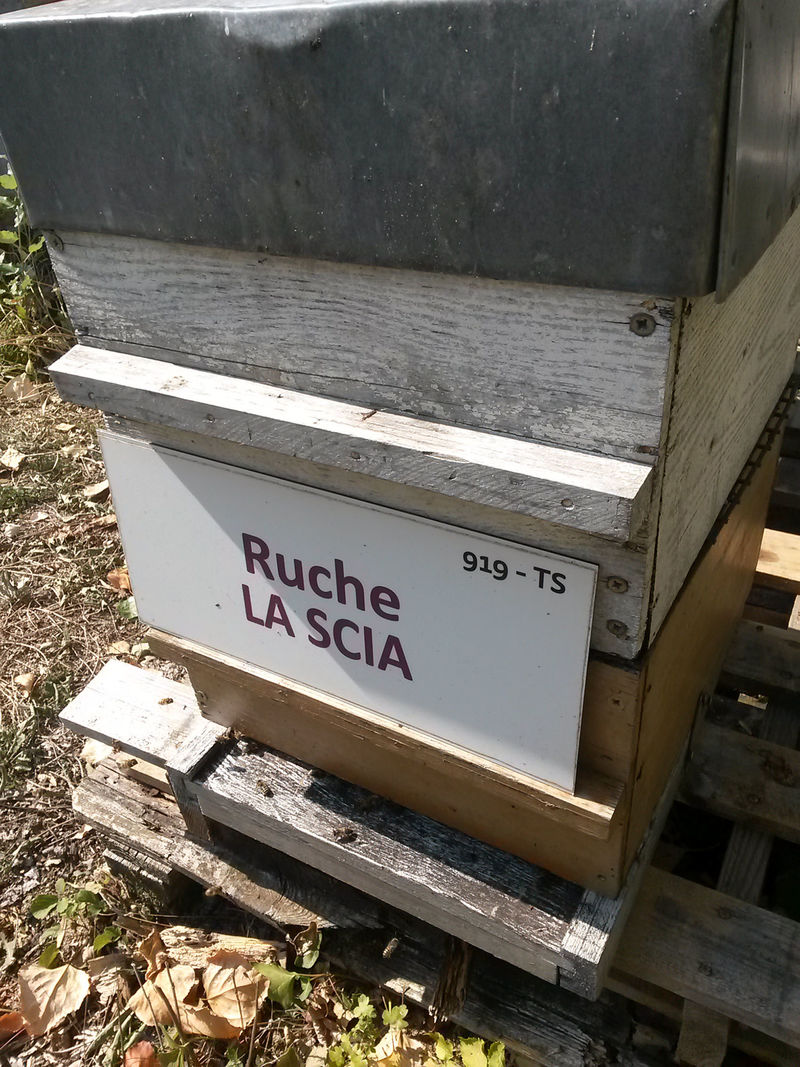 919 - TS
Ruche
LA SCIA